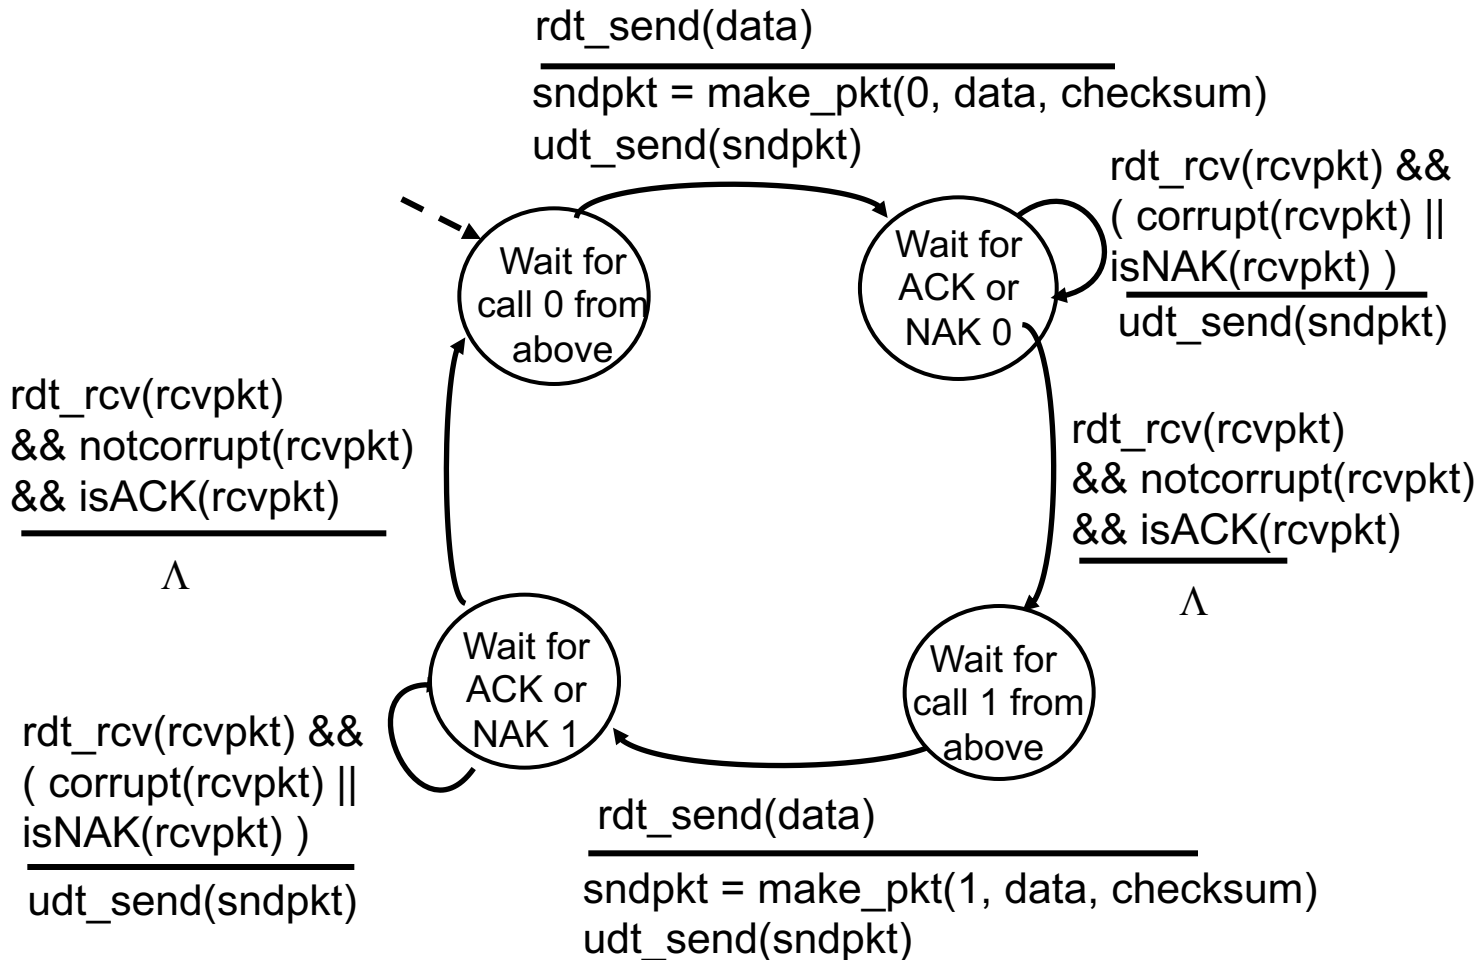 rdt_send(data)
sndpkt = make_pkt(0, data, checksum)
udt_send(sndpkt)
Wait for
call 0 from
above
Wait for
ACK or
NAK 0
rdt_rcv(rcvpkt) &&
( corrupt(rcvpkt) ||
isNAK(rcvpkt) )
udt_send(sndpkt)
rdt_rcv(rcvpkt)
&& notcorrupt(rcvpkt)
&& isACK(rcvpkt)
Λ
rdt_rcv(rcvpkt)
&& notcorrupt(rcvpkt)
&& isACK(rcvpkt)
Λ
Wait for
ACK or
NAK 1
Wait for
call 1 from
above
rdt_rcv(rcvpkt) &&
( corrupt(rcvpkt) ||
isNAK(rcvpkt) )
udt_send(sndpkt)
rdt_send(data)
sndpkt = make_pkt(1, data, checksum)
udt_send(sndpkt)